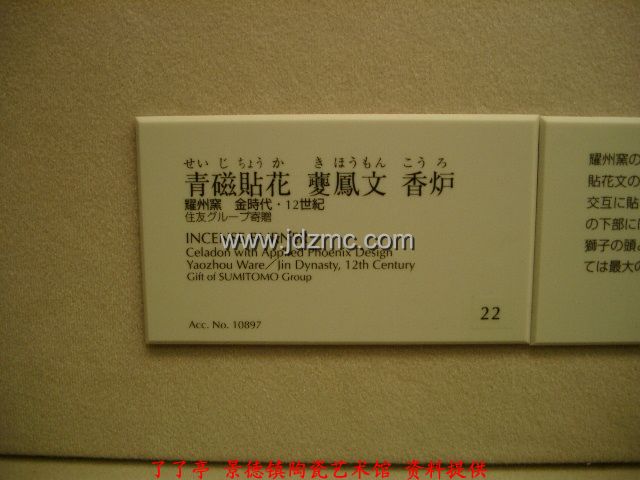 せいじちょうか きほうもん こうろ
青磁貼花 夔鳳文 香炉
耀州窯 金時代・12世紀
住友グループ寄贈
INCENSE BURNER
www.jdzmc.com
Celadon with Applied Phoenix Design
Yaozhou Ware/Jin Dynasty, 12th Century
Gift of SUMITOMO Group
Acc. No. 10897
22
耀州窯の
貼花文の
交互に貼
の下部に
獅子の頭
ては最大の
了了亭 景德镇陶瓷艺术馆 资料提供